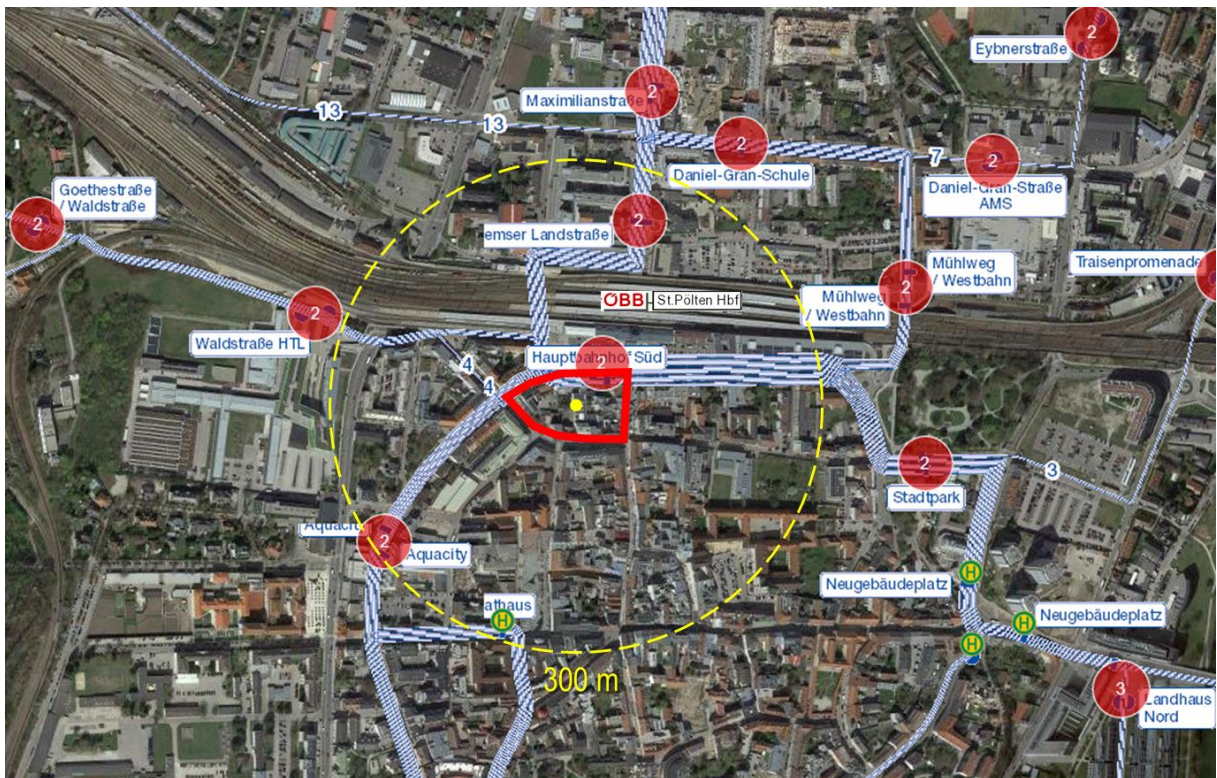 2
Eybnerstraße
2
Maximilianstraße
13
13
2
Daniel-Gran-Schule
7
2
Daniel-Gran-Straße
AMS
Goethestraße
/ Waldstraße
2
2
emser Landstraße
Traisenpromenade
Mühlweg
/ Westbahn
2
Mühlweg
/ Westbahn
ÖBB St.Pölten Hbf
2
Waldstraße HTL
Hauptbahnhof Süd
2
4
4
2
Stadtpark
3
Aquacity
2
Aquacity
H
Neugebäudeplatz
athaus
H
H
Neugebäudeplatz
H
300 m
3
Landhaus
Nord